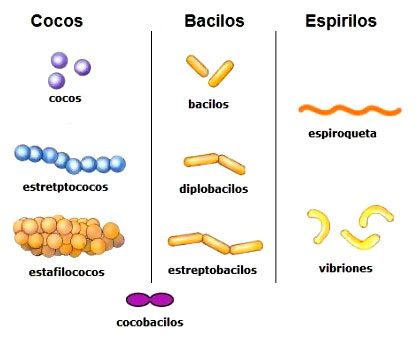 Cocos
Bacilos
Espirilos
cocos
bacilos
espiroqueta
estretptococos
diplobacilos
estafilococos
estreptobacilos
vibriones
cocobacilos